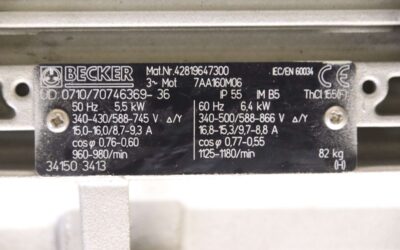 BECKER Mat.Nr.42819647300 IEC/EN 60034 CE
3~ Mot 7AA160M06
UD 0710/70746369-36 IP 55 IM B5 ThCl.155(F)
50 Hz 5,5 kW 60 Hz 6,4 kW
340-430/588-745 V △/Y 340-500/588-866 V △/Y
15,0-16,0/8,7-9,3 A 16,8-15,3/9,7-8,8 A
cosφ 0,76-0,60 cosφ 0,77-0,55
960-980/min 1125-1180/min 82 kg
34150 3413 (H)